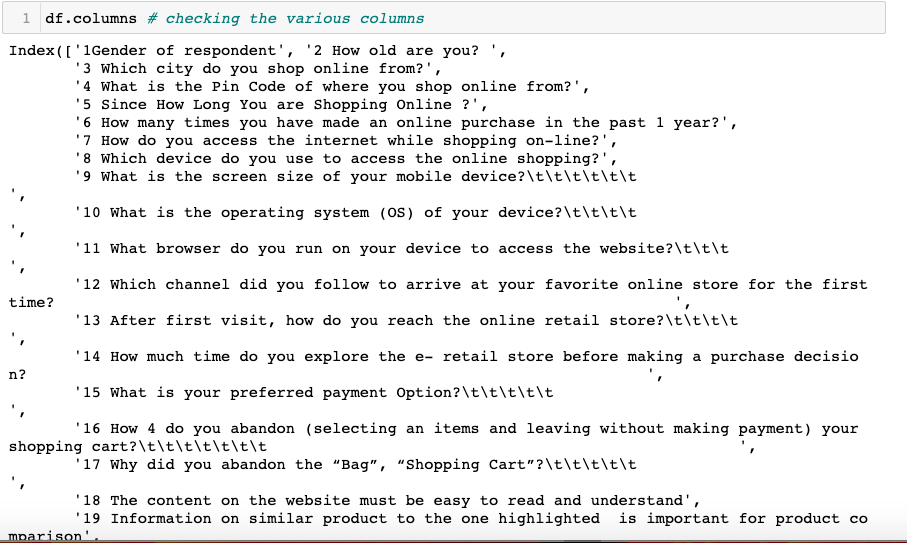 1 df.columns # checking the various columns
Index(['1Gender of respondent', '2 How old are you? ',
'3 Which city do you shop online from?',
'4 What is the Pin Code of where you shop online from?',
'5 Since How Long You are Shopping Online ?',
'6 How many times you have made an online purchase in the past 1 year?',
'7 How do you access the internet while shopping on-line?',
'8 Which device do you use to access the online shopping?',
'9 What is the screen size of your mobile device?\t\t\t\t\t\t
',
'10 What is the operating system (OS) of your device?\t\t\t\t
',
'11 What browser do you run on your device to access the website?\t\t\t
',
'12 Which channel did you follow to arrive at your favorite online store for the first
time? ',
'13 After first visit, how do you reach the online retail store?\t\t\t\t
',
'14 How much time do you explore the e- retail store before making a purchase decisio
n? ',
'15 What is your preferred payment Option?\t\t\t\t\t
',
'16 How 4 do you abandon (selecting an items and leaving without making payment) your
shopping cart?\t\t\t\t\t\t\t ',
'17 Why did you abandon the “Bag”, “Shopping Cart”?\t\t\t\t\t
',
'18 The content on the website must be easy to read and understand',
'19 Information on similar product to the one highlighted  is important for product co
mparison',